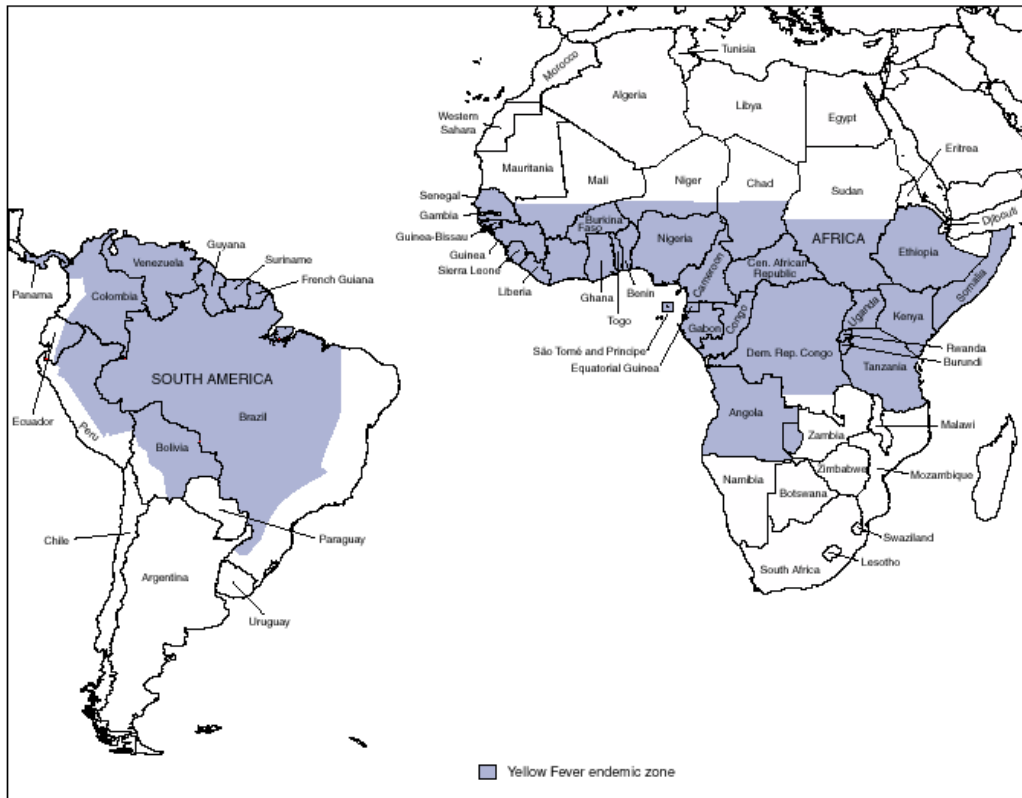 Tunisia
Morocco
Algeria
Libya
Egypt
Western
Sahara
Eritrea
Mauritania
Mali
Niger
Chad
Sudan
Senegal
Gambia
Djibouti
Burkina
Faso
Nigeria
AFRICA
Ethiopia
Guinea-Bissau
Guinea
Sierra Leone
Liberia
Ghana
Togo
Benin
Cameroon
Cen. African
Republic
Somalia
Uganda
Kenya
Gabon
Congo
São Tomé and Principe
Equatorial Guinea
Dem. Rep. Congo
Rwanda
Burundi
Tanzania
Angola
Zambia
Malawi
Zimbabwe
Mozambique
Namibia
Botswana
Swaziland
Lesotho
South Africa
Guyana
Suriname
French Guiana
Venezuela
Panama
Colombia
SOUTH AMERICA
Brazil
Ecuador
Peru
Bolivia
Chile
Paraguay
Argentina
Uruguay
Yellow Fever endemic zone